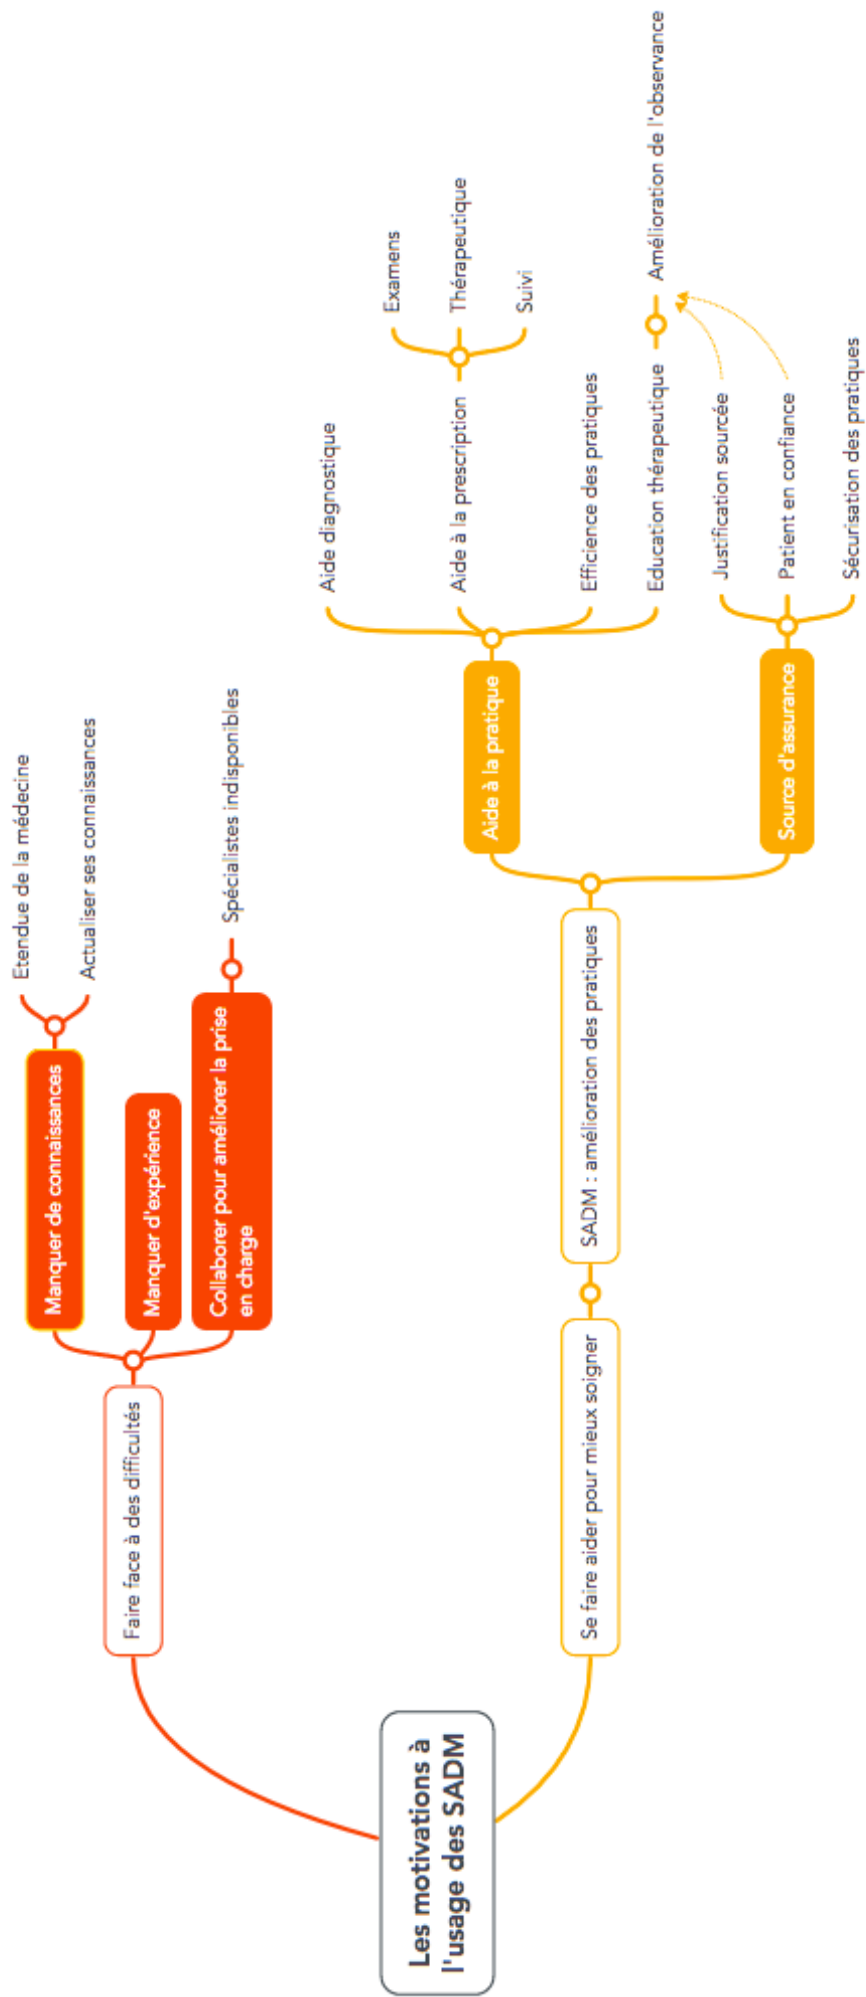 Les motivations à
l'usage des SADM
Faire face à des difficultés
Manquer de connaissances
Etendue de la médecine
Actualiser ses connaissances
Manquer d'expérience
Collaborer pour améliorer la prise
en charge
Spécialistes indisponibles
Se faire aider pour mieux soigner
SADM : amélioration des pratiques
Aide à la pratique
Aide diagnostique
Aide à la prescription
Examens
Thérapeutique
Suivi
Efficience des pratiques
Education thérapeutique
Amélioration de l'observance
Source d'assurance
Justification sourcée
Patient en confiance
Sécurisation des pratiques